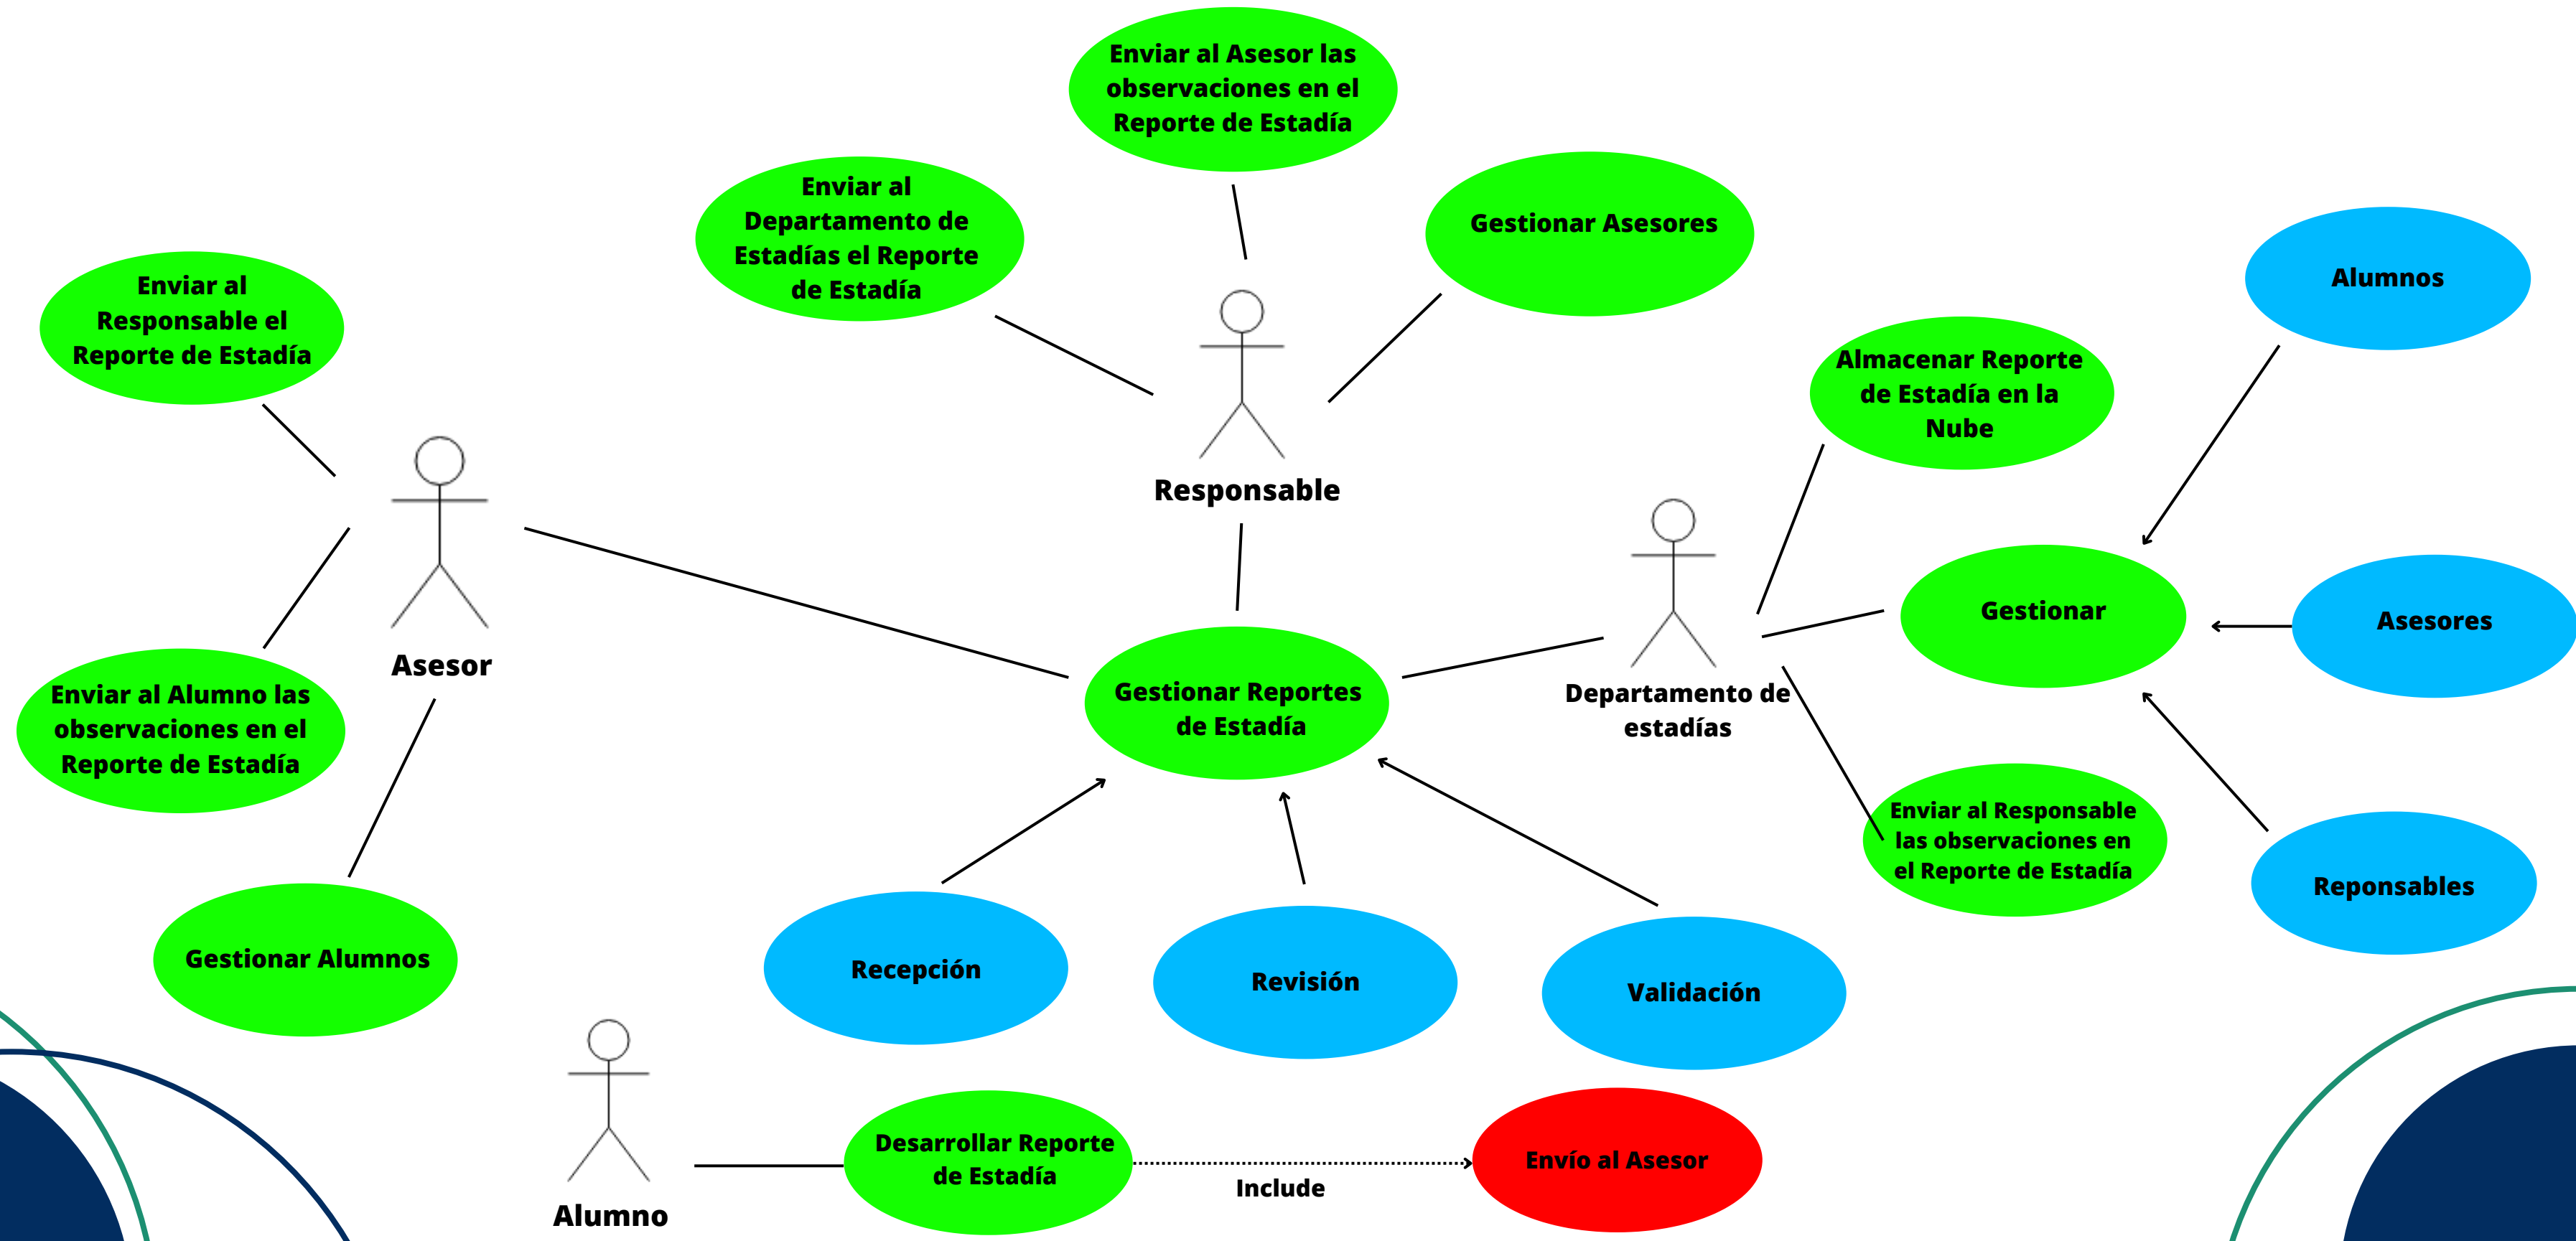 Enviar al Asesor las
observaciones en el
Reporte de Estadía
Enviar al
Departamento de
Estadías el Reporte
de Estadía
Gestionar Asesores
Alumnos
Enviar al
Responsable el
Reporte de Estadía
Almacenar Reporte
de Estadía en la
Nube
Responsable
Gestionar
Asesores
Asesor
Gestionar Reportes
de Estadía
Departamento de
estadías
Enviar al Alumno las
observaciones en el
Reporte de Estadía
Enviar al Responsable
las observaciones en
el Reporte de Estadía
Reponsables
Gestionar Alumnos
Recepción
Revisión
Validación
Desarrollar Reporte
de Estadía
Include
Envío al Asesor
Alumno